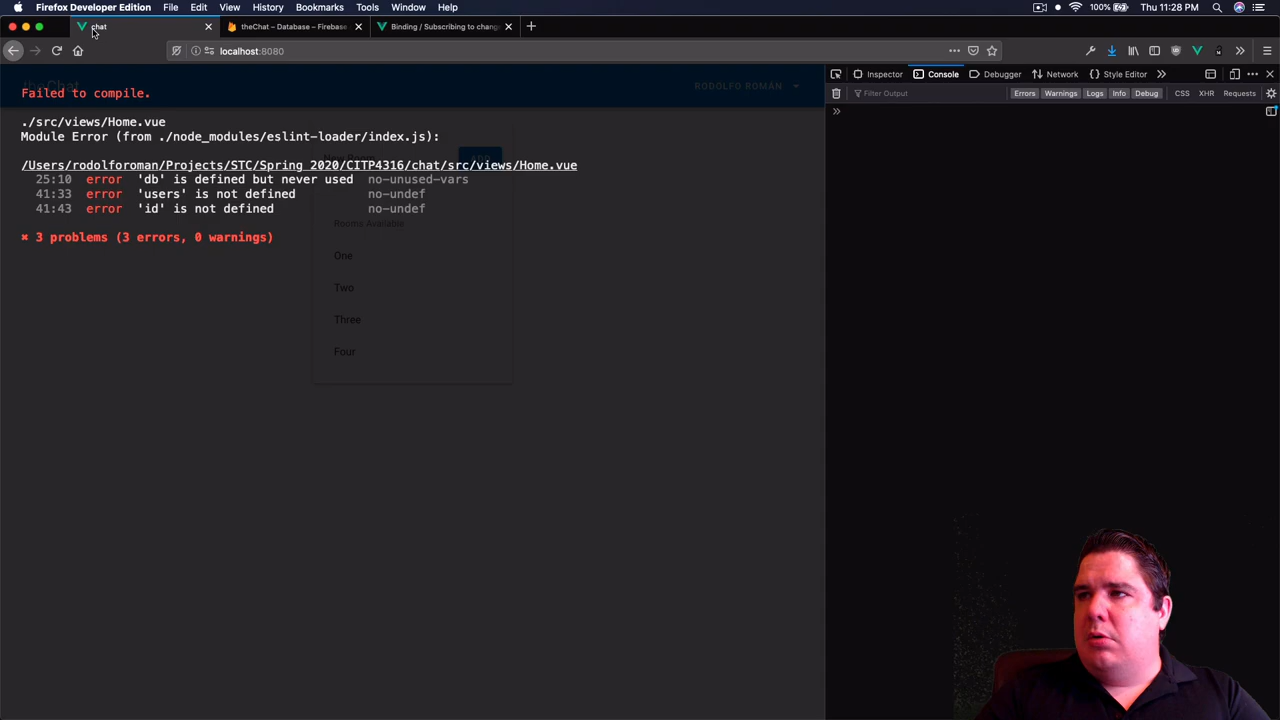 Firefox Developer Edition File Edit View History Bookmarks Tools Window Help 100% Thu 11:28 PM
chat theChat – Database – Firebase Binding / Subscribing to chang
localhost:8080
Inspector Console Debugger Network Style Editor
theChat RODOLFO ROMÁN
Filter Output Errors Warnings Logs Info Debug CSS XHR Requests
Failed to compile.
./src/views/Home.vue
Module Error (from ./node_modules/eslint-loader/index.js):
/Users/rodolforoman/Projects/STC/Spring 2020/CITP4316/chat/src/views/Home.vue
25:10 error 'db' is defined but never used no-unused-vars
41:33 error 'users' is not defined no-undef
41:43 error 'id' is not defined no-undef
Rooms Available
✖ 3 problems (3 errors, 0 warnings)
One
Two
Three
Four